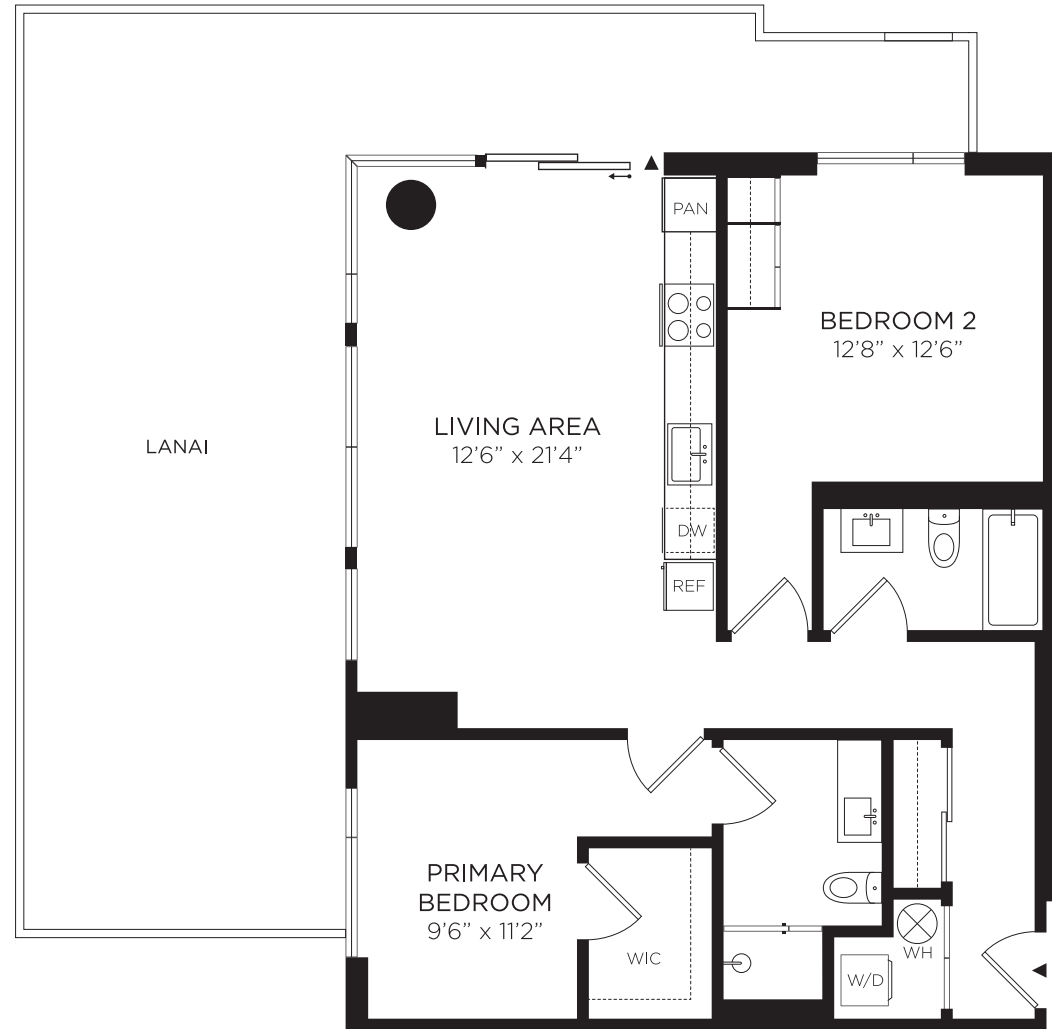 PAN
BEDROOM 2
12’8” x 12’6”
LIVING AREA
12’6” x 21’4”
LANAI
DW
REF
PRIMARY
BEDROOM
9’6” x 11’2”
WIC
WH
W/D